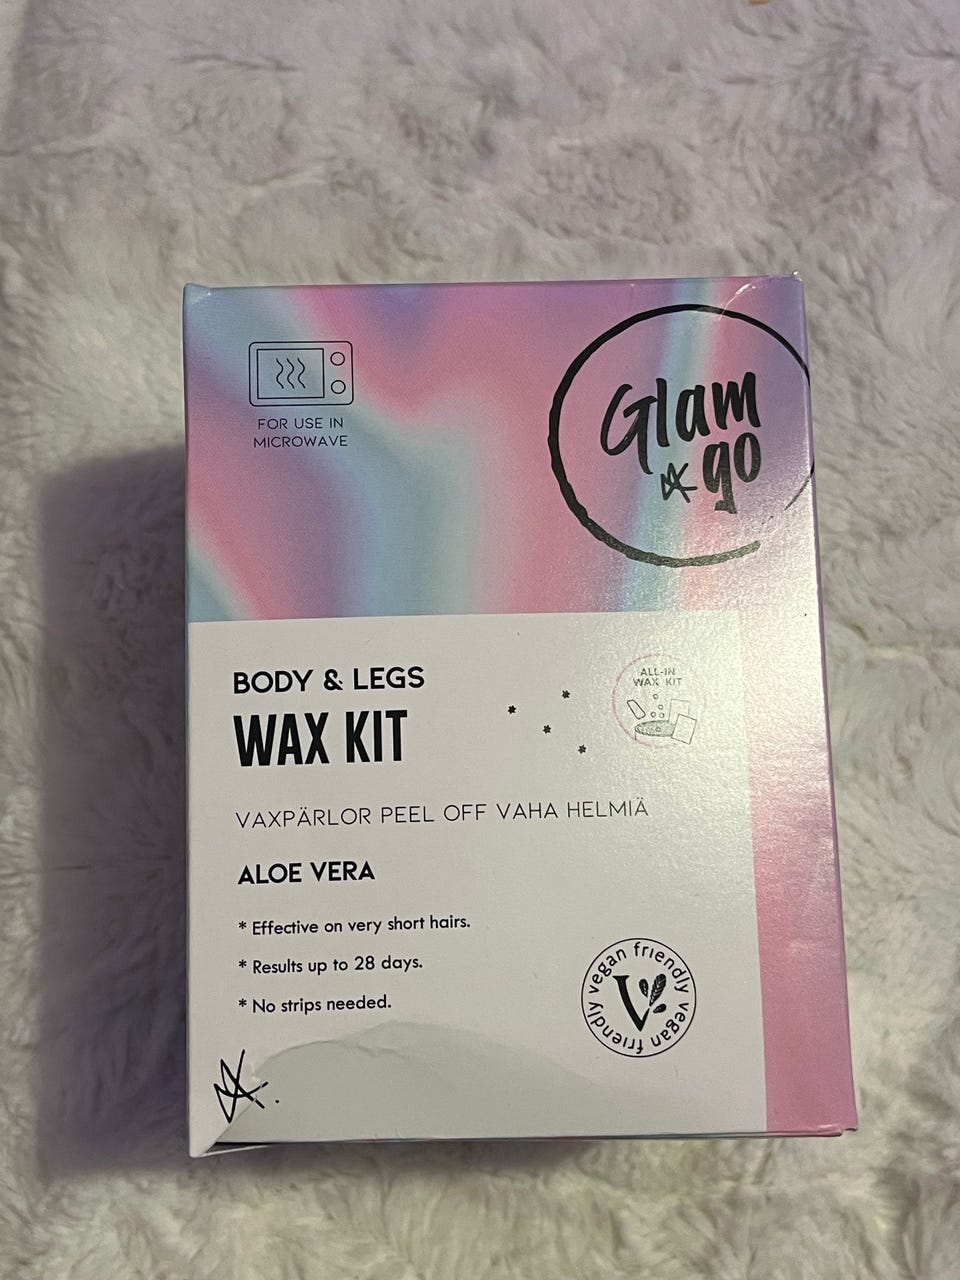 FOR USE IN
MICROWAVE
Glam
go
BODY & LEGS
WAX KIT
ALL-IN
WAX KIT
VAXPÄRLOR PEEL OFF VAHA HELMIÄ
ALOE VERA
* Effective on very short hairs.
* Results up to 28 days.
* No strips needed.
vegan friendly vegan friendly
V